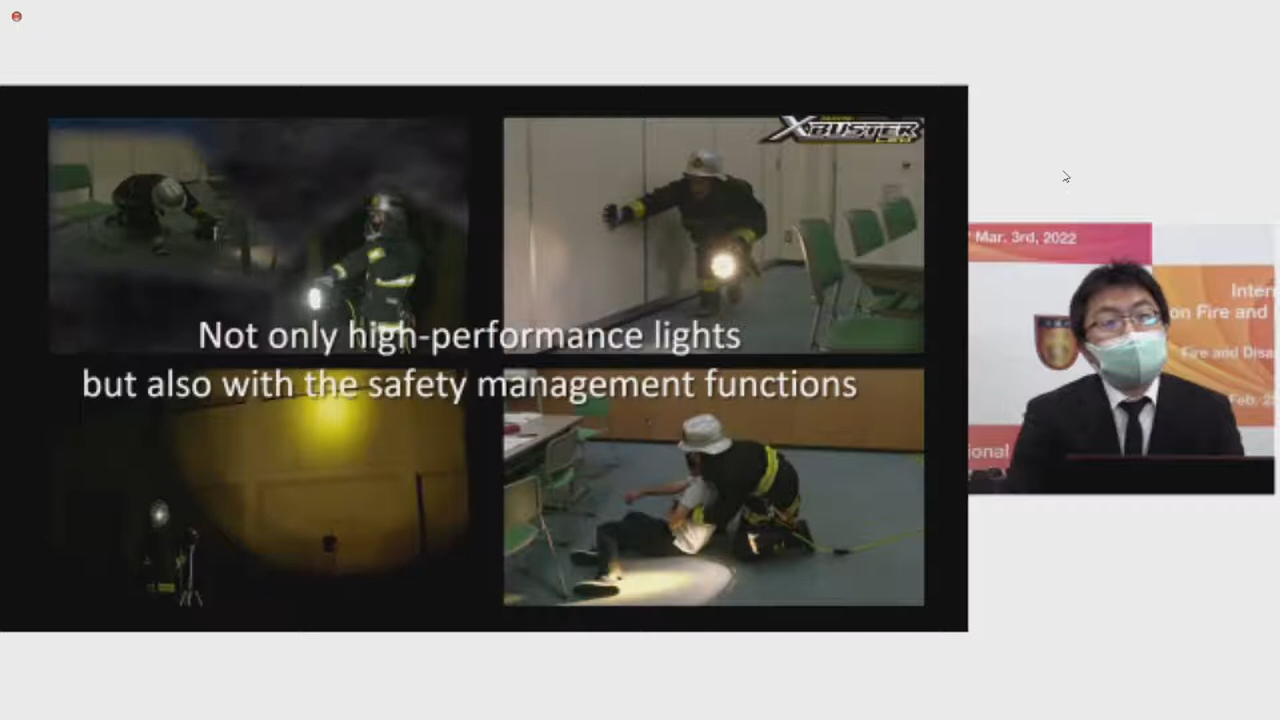 XBUSTER
Not only high-performance lights
but also with the safety management functions
Mar. 3rd, 2022
Inter
on Fire and
Fire and Disa
Feb. 2
ional